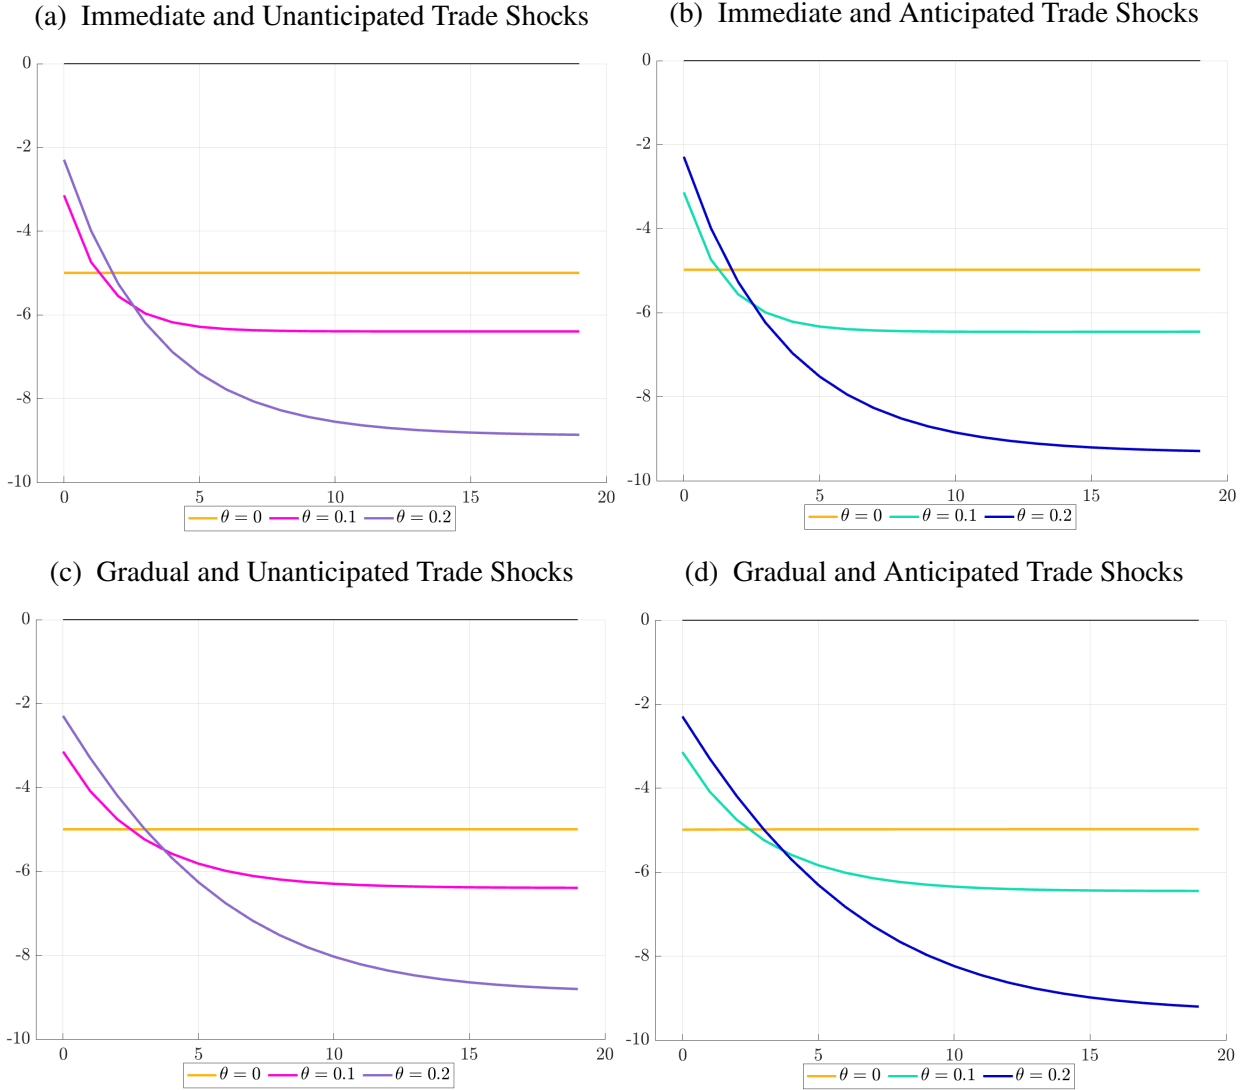 (a) Immediate and Unanticipated Trade Shocks
0
-2
-4
-6
-8
-10
0 5 10 15 20
θ = 0 θ = 0.1 θ = 0.2
(b) Immediate and Anticipated Trade Shocks
0
-2
-4
-6
-8
-10
0 5 10 15 20
θ = 0 θ = 0.1 θ = 0.2
(c) Gradual and Unanticipated Trade Shocks
0
-2
-4
-6
-8
-10
0 5 10 15 20
θ = 0 θ = 0.1 θ = 0.2
(d) Gradual and Anticipated Trade Shocks
0
-2
-4
-6
-8
-10
0 5 10 15 20
θ = 0 θ = 0.1 θ = 0.2